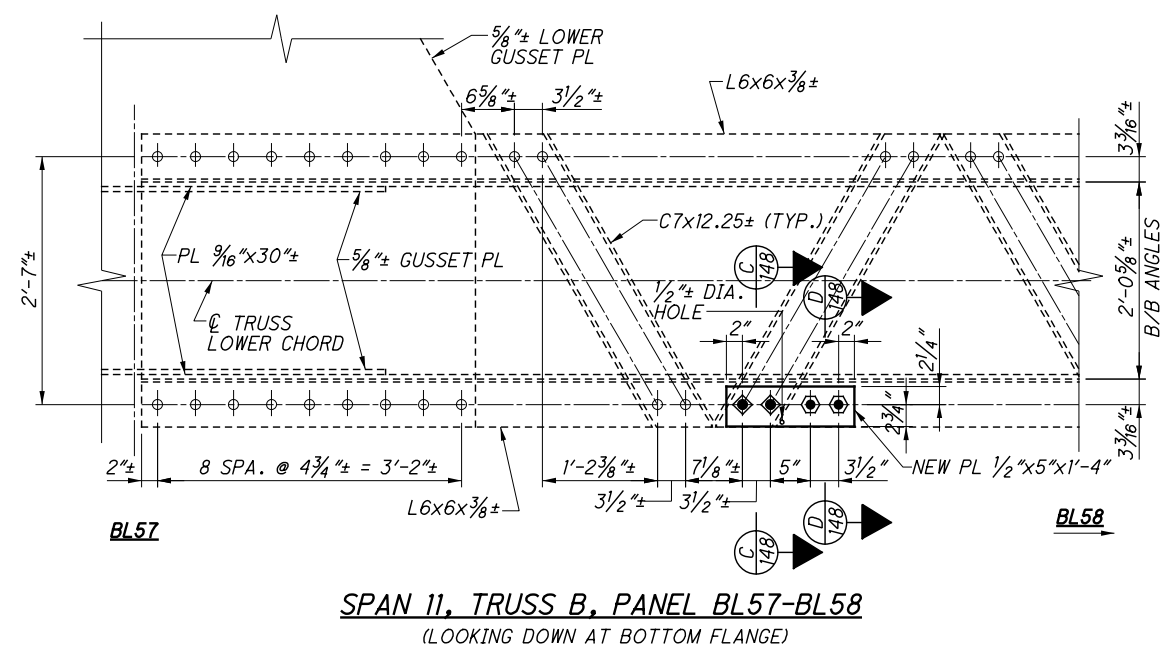 5/8"± LOWER
GUSSET PL
L6x6x3/8±
6 5/8"±
3 1/2"±
3 3/16"±
2'-7"±
PL 9/16"x30"±
5/8"± GUSSET PL
C7x12.25± (TYP.)
C
148
D
148
1/2"± DIA.
HOLE
℄ TRUSS
LOWER CHORD
2"
2"
2 1/4"
2'-0 5/8"±
B/B ANGLES
2 3/4"
3 3/16"±
2"±
8 SPA. @ 4 3/4"± = 3'-2"±
1'-2 3/8"±
7 1/8"±
5"
3 1/2"
NEW PL 1/2"x5"x1'-4"
3 1/2"±
3 1/2"±
L6x6x3/8±
D
148
C
148
BL57
BL58
SPAN 11, TRUSS B, PANEL BL57-BL58
(LOOKING DOWN AT BOTTOM FLANGE)